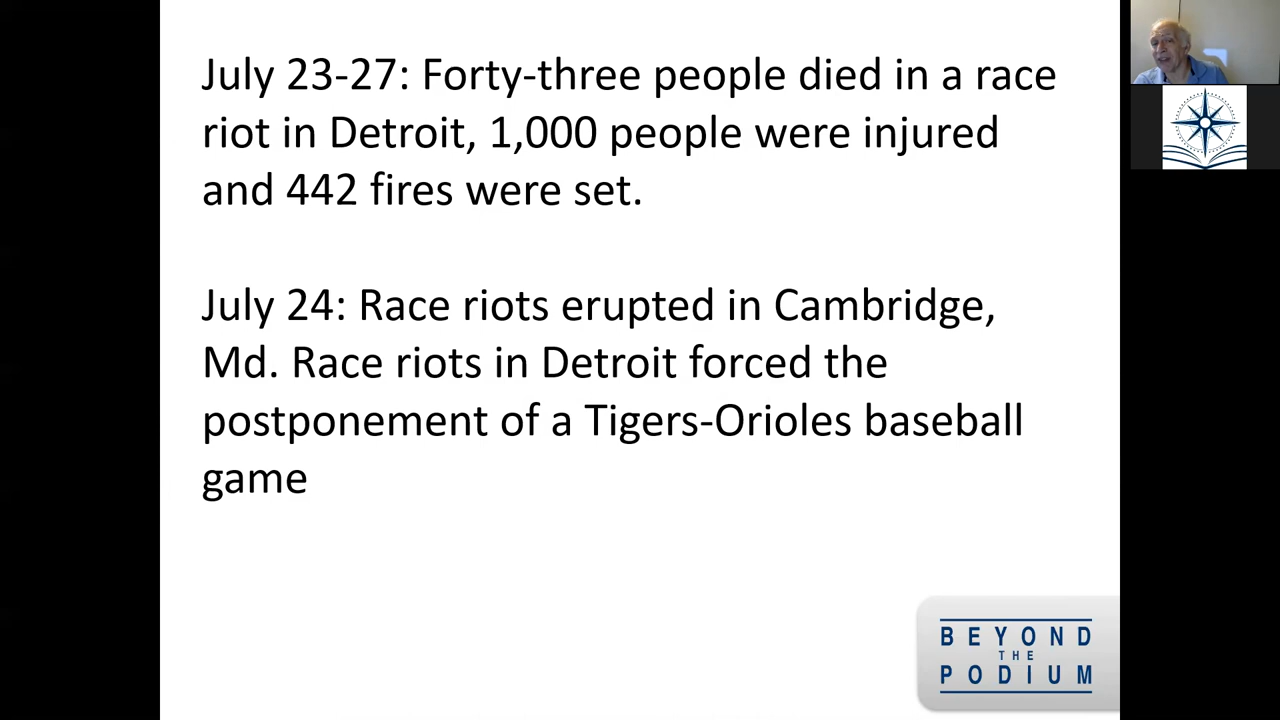 July 23-27: Forty-three people died in a race
riot in Detroit, 1,000 people were injured
and 442 fires were set.
July 24: Race riots erupted in Cambridge,
Md. Race riots in Detroit forced the
postponement of a Tigers-Orioles baseball
game
BEYOND
THE
PODIUM